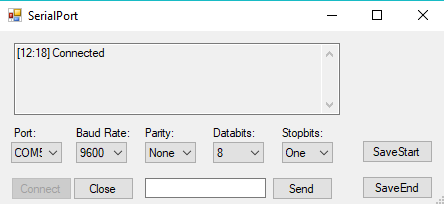 SerialPort
[12:18] Connected
Port: Baud Rate: Parity: Databits: Stopbits:
COM5 9600 None 8 One SaveStart
Connect Close Send SaveEnd